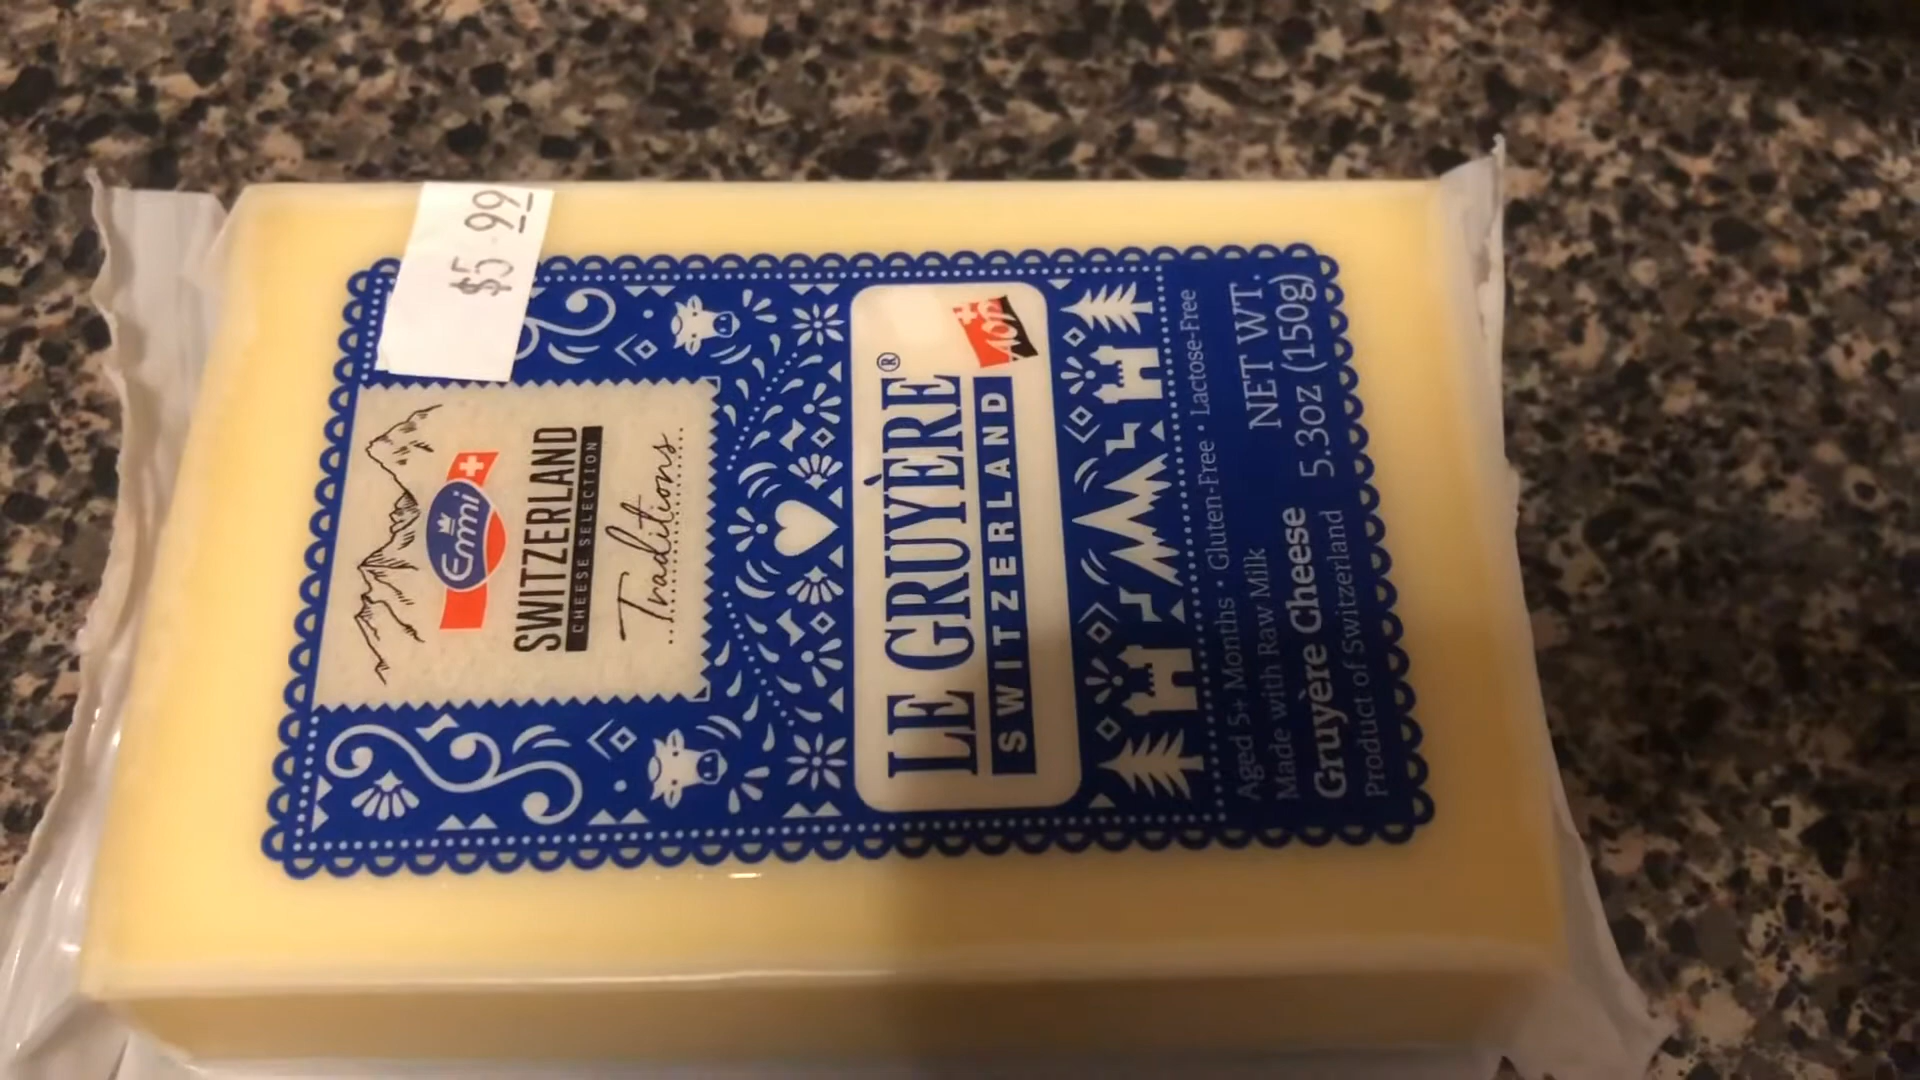 $5.99
Emmi
SWITZERLAND
CHEESE SELECTION
Traditions
LE GRUYÈRE®
SWITZERLAND
AOP
Aged 5+ Months • Gluten-Free • Lactose-Free
Made with Raw Milk
Gruyère Cheese
Product of Switzerland
NET WT.
5.3oz (150g)